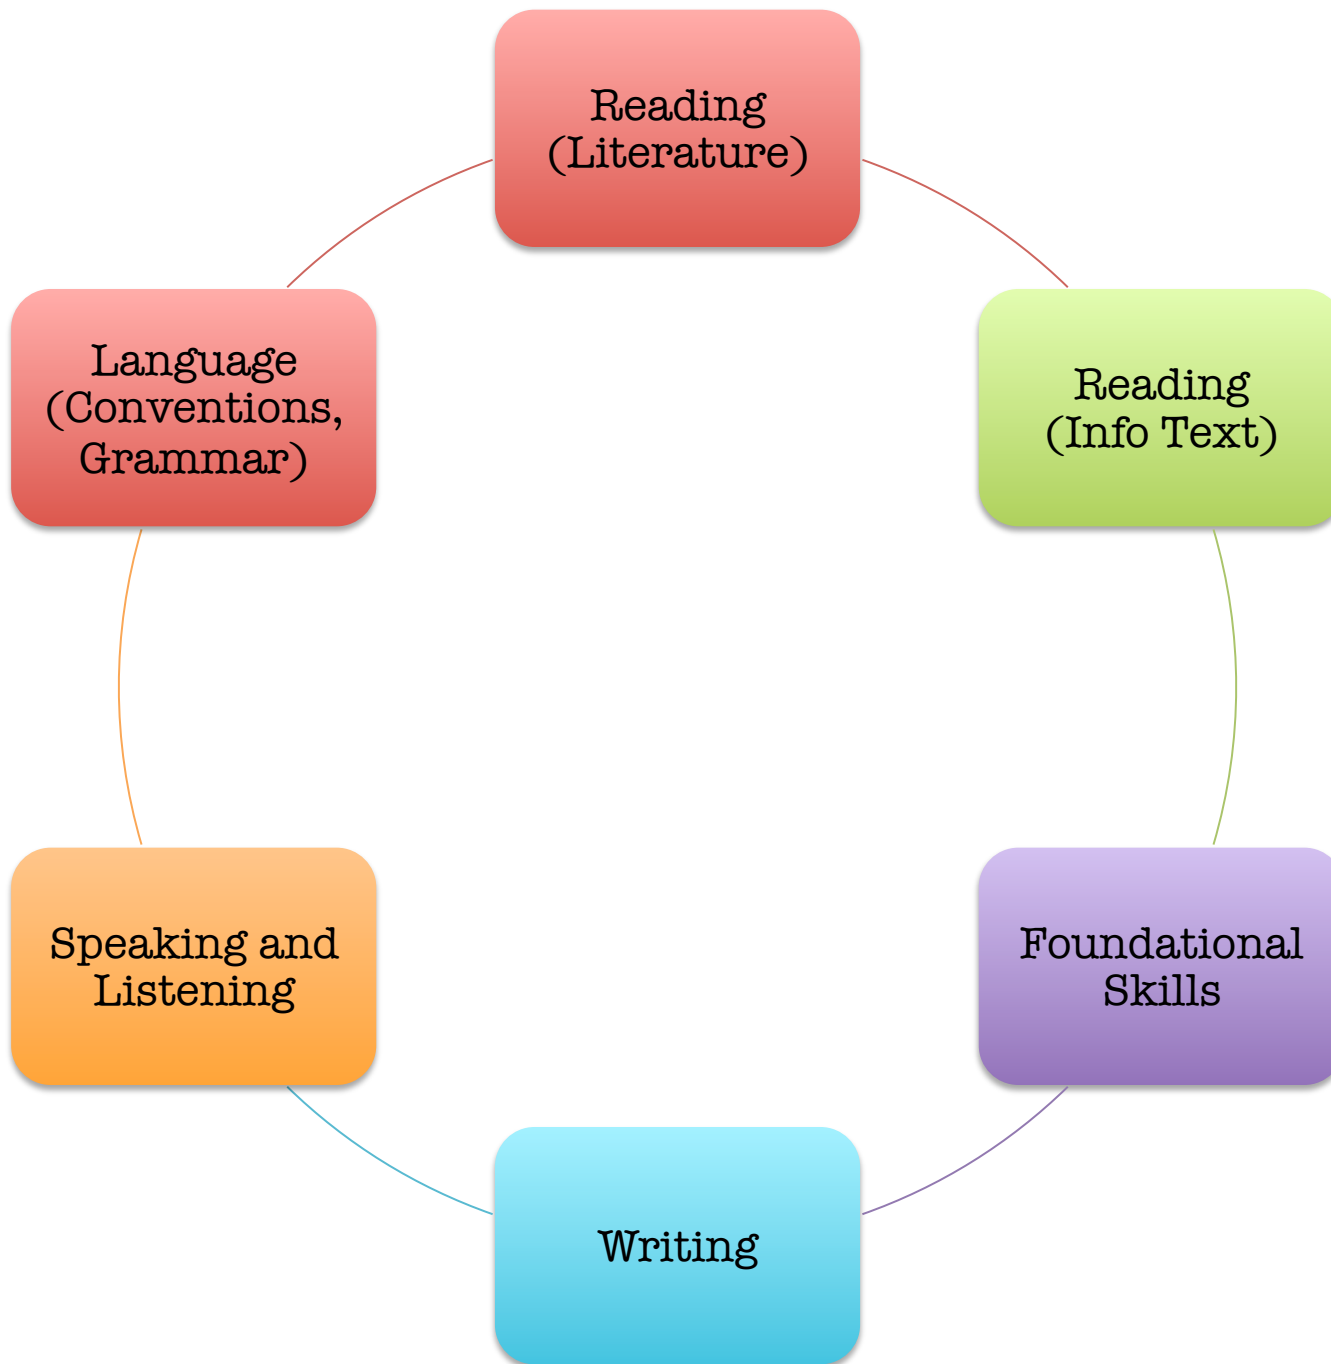 Reading
(Literature)
Reading
(Info Text)
Foundational
Skills
Writing
Speaking and
Listening
Language
(Conventions,
Grammar)